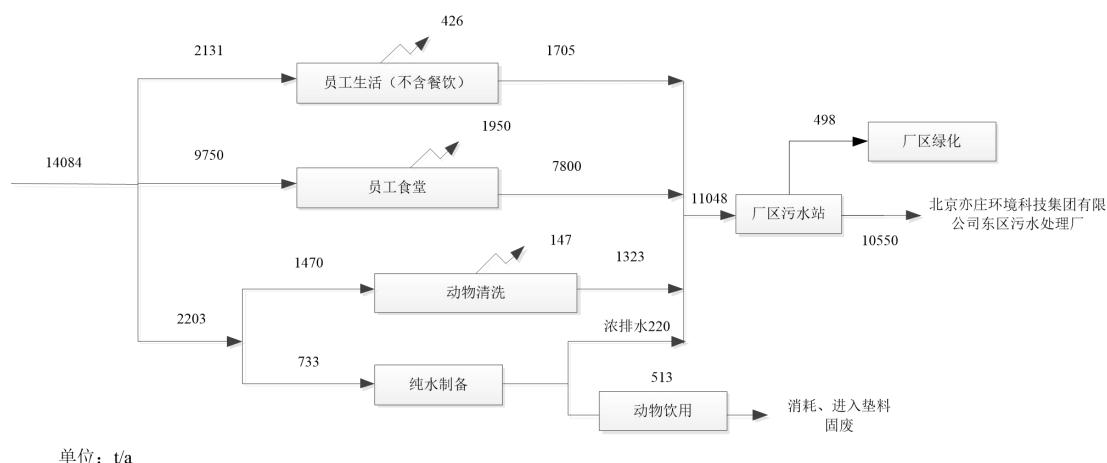 426
2131
1705
员工生活（不含餐饮）
1950
498
厂区绿化
14084
9750
7800
员工食堂
11048
厂区污水站
北京亦庄环境科技集团有限
公司东区污水处理厂
10550
147
1470
1323
动物清洗
2203
浓排水220
733
纯水制备
513
动物饮用
消耗、进入垫料
固废
单位：t/a